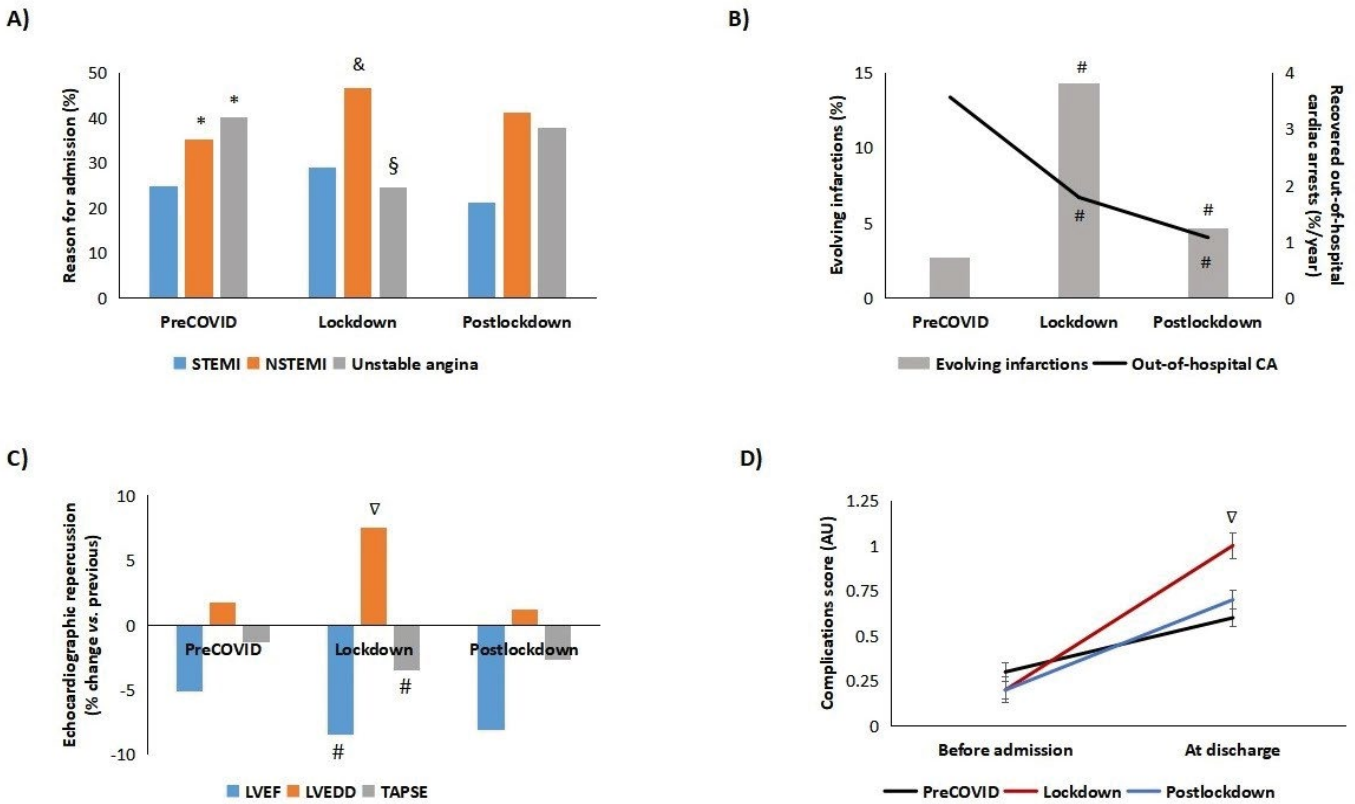 A)
Reason for admission (%)
50
40
30
20
10
0
* * & §
PreCOVID Lockdown Postlockdown
STEMI NSTEMI Unstable angina
B)
Evolving infarctions (%)
15
10
5
0
# # # #
Recovered out-of-hospital
cardiac arrests (%/year)
4
3
2
1
0
PreCOVID Lockdown Postlockdown
Evolving infarctions Out-of-hospital CA
C)
Echocardiographic repercussion
(% change vs. previous)
10
5
0
-5
-10
∇
PreCOVID Lockdown Postlockdown
#
#
LVEF LVEDD TAPSE
D)
Complications score (AU)
1.25
1
0.75
0.5
0.25
0
∇
Before admission At discharge
PreCOVID Lockdown Postlockdown